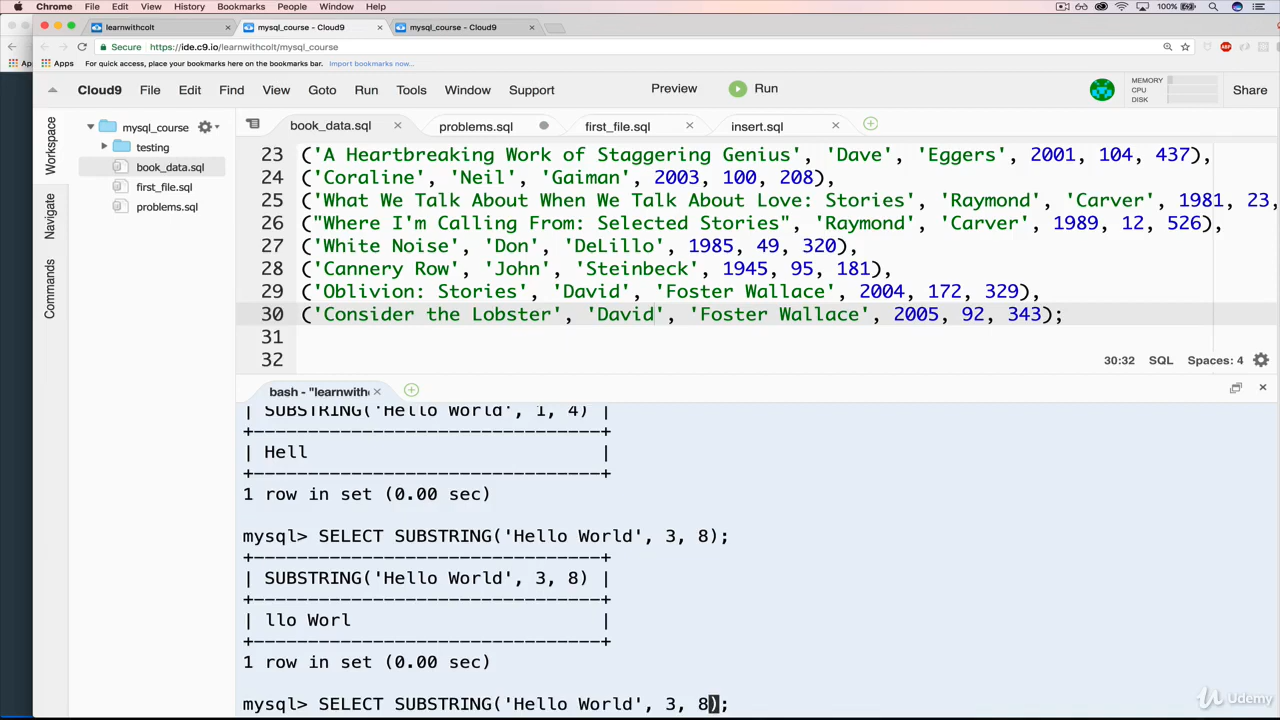 Chrome File Edit View History Bookmarks People Window Help 100%
learnwithcolt mysql_course - Cloud9 mysql_course - Cloud9
Secure https://ide.c9.io/learnwithcolt/mysql_course
Ap Apps For quick access, place your bookmarks here on the bookmarks bar. Import bookmarks now...
Cloud9 File Edit Find View Goto Run Tools Window Support Preview Run MEMORY CPU DISK Share
Workspace
Navigate
Commands
mysql_course
testing
book_data.sql
first_file.sql
problems.sql
book_data.sql problems.sql first_file.sql insert.sql
23 ('A Heartbreaking Work of Staggering Genius', 'Dave', 'Eggers', 2001, 104, 437),
24 ('Coraline', 'Neil', 'Gaiman', 2003, 100, 208),
25 ('What We Talk About When We Talk About Love: Stories', 'Raymond', 'Carver', 1981, 23,
26 ("Where I'm Calling From: Selected Stories", 'Raymond', 'Carver', 1989, 12, 526),
27 ('White Noise', 'Don', 'DeLillo', 1985, 49, 320),
28 ('Cannery Row', 'John', 'Steinbeck', 1945, 95, 181),
29 ('Oblivion: Stories', 'David', 'Foster Wallace', 2004, 172, 329),
30 ('Consider the Lobster', 'David', 'Foster Wallace', 2005, 92, 343);
31
32
30:32 SQL Spaces: 4
bash - "learnwith
| SUBSTRING('Hello World', 1, 4) |
+--------------------------------+
| Hell                           |
+--------------------------------+
1 row in set (0.00 sec)
mysql> SELECT SUBSTRING('Hello World', 3, 8);
+--------------------------------+
| SUBSTRING('Hello World', 3, 8) |
+--------------------------------+
| llo Worl                       |
+--------------------------------+
1 row in set (0.00 sec)
mysql> SELECT SUBSTRING('Hello World', 3, 8);
Udemy